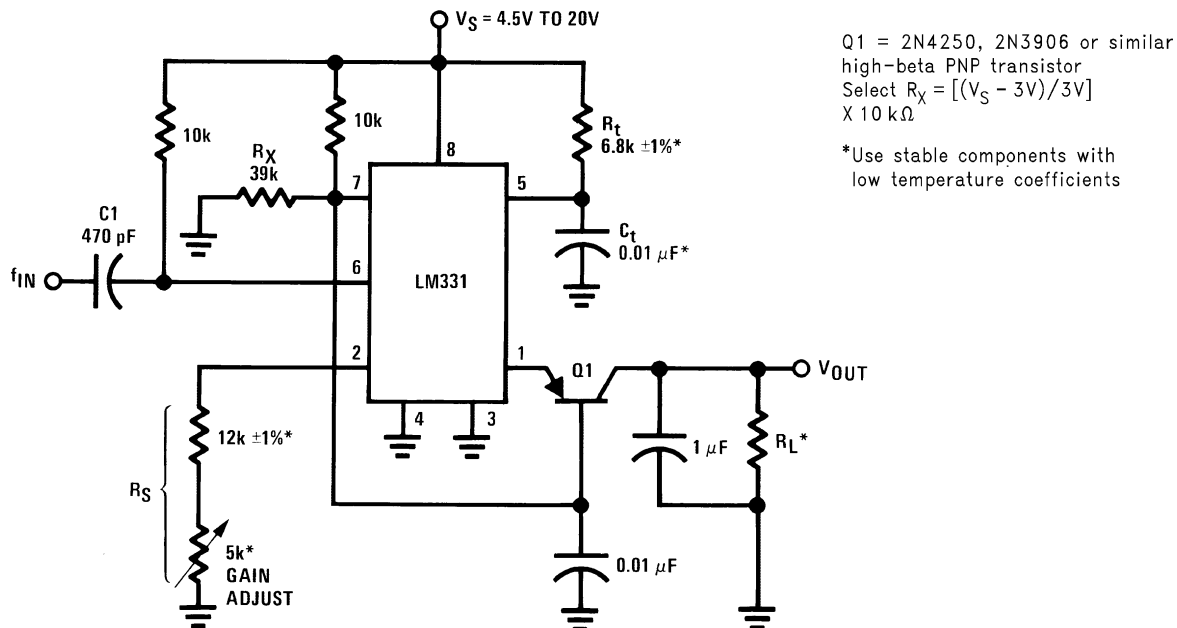 V_S = 4.5V TO 20V
Q1 = 2N4250, 2N3906 or similar
high-beta PNP transistor
Select R_X = [(V_S − 3V)/3V]
X 10 kΩ
*Use stable components with
low temperature coefficients
10k
10k
R_t
6.8k ±1%*
R_X
39k
8
7
5
C1
470 pF
C_t
0.01 μF*
f_IN
6
LM331
2
1
Q1
V_OUT
4
3
12k ±1%*
R_S
1 μF
R_L*
5k*
GAIN
ADJUST
0.01 μF